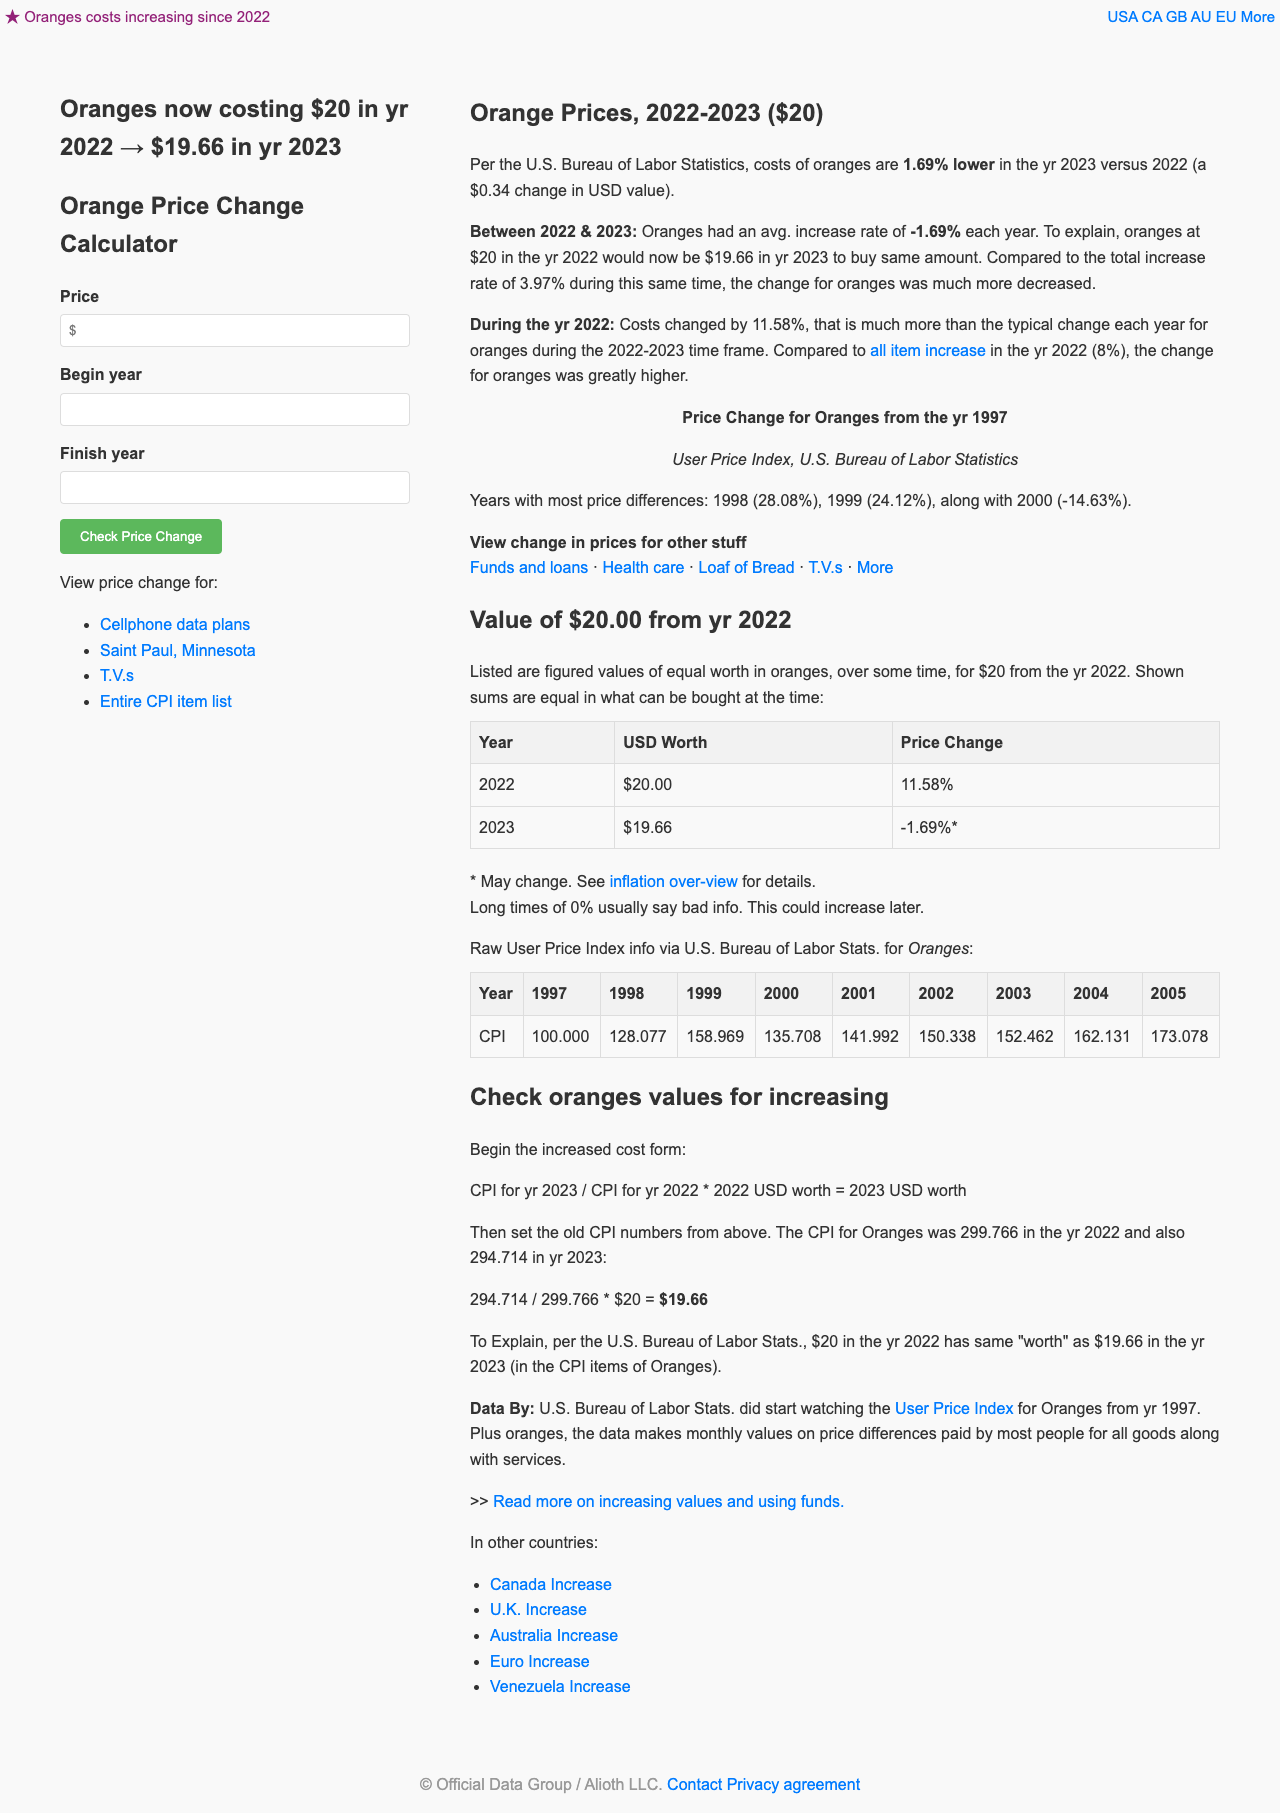 ★ Oranges costs increasing since 2022
USA CA GB AU EU More
Oranges now costing $20 in yr
2022 → $19.66 in yr 2023
Orange Price Change
Calculator
Price
$
Begin year
Finish year
Check Price Change
View price change for:
• Cellphone data plans
• Saint Paul, Minnesota
• T.V.s
• Entire CPI item list
Orange Prices, 2022-2023 ($20)
Per the U.S. Bureau of Labor Statistics, costs of oranges are 1.69% lower in the yr 2023 versus 2022 (a
$0.34 change in USD value).
Between 2022 & 2023: Oranges had an avg. increase rate of -1.69% each year. To explain, oranges at
$20 in the yr 2022 would now be $19.66 in yr 2023 to buy same amount. Compared to the total increase
rate of 3.97% during this same time, the change for oranges was much more decreased.
During the yr 2022: Costs changed by 11.58%, that is much more than the typical change each year for
oranges during the 2022-2023 time frame. Compared to all item increase in the yr 2022 (8%), the change
for oranges was greatly higher.
Price Change for Oranges from the yr 1997
User Price Index, U.S. Bureau of Labor Statistics
Years with most price differences: 1998 (28.08%), 1999 (24.12%), along with 2000 (-14.63%).
View change in prices for other stuff
Funds and loans · Health care · Loaf of Bread · T.V.s · More
Value of $20.00 from yr 2022
Listed are figured values of equal worth in oranges, over some time, for $20 from the yr 2022. Shown
sums are equal in what can be bought at the time:
Year USD Worth Price Change
2022 $20.00 11.58%
2023 $19.66 -1.69%*
* May change. See inflation over-view for details.
Long times of 0% usually say bad info. This could increase later.
Raw User Price Index info via U.S. Bureau of Labor Stats. for Oranges:
Year 1997 1998 1999 2000 2001 2002 2003 2004 2005
CPI 100.000 128.077 158.969 135.708 141.992 150.338 152.462 162.131 173.078
Check oranges values for increasing
Begin the increased cost form:
CPI for yr 2023 / CPI for yr 2022 * 2022 USD worth = 2023 USD worth
Then set the old CPI numbers from above. The CPI for Oranges was 299.766 in the yr 2022 and also
294.714 in yr 2023:
294.714 / 299.766 * $20 = $19.66
To Explain, per the U.S. Bureau of Labor Stats., $20 in the yr 2022 has same "worth" as $19.66 in the yr
2023 (in the CPI items of Oranges).
Data By: U.S. Bureau of Labor Stats. did start watching the User Price Index for Oranges from yr 1997.
Plus oranges, the data makes monthly values on price differences paid by most people for all goods along
with services.
>> Read more on increasing values and using funds.
In other countries:
• Canada Increase
• U.K. Increase
• Australia Increase
• Euro Increase
• Venezuela Increase
© Official Data Group / Alioth LLC. Contact Privacy agreement